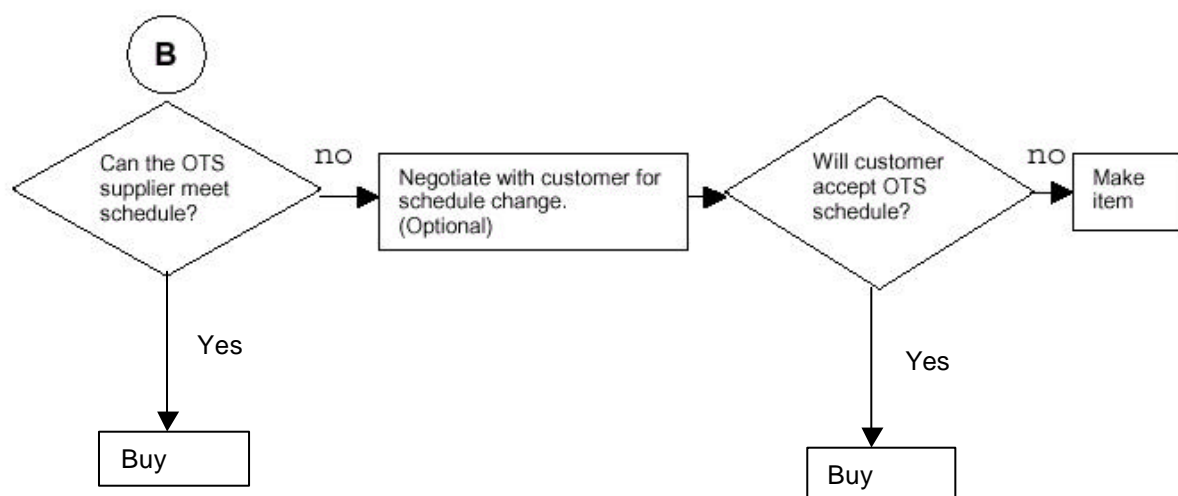 B
Can the OTS
supplier meet
schedule?
no
Negotiate with customer for
schedule change.
(Optional)
Will customer
accept OTS
schedule?
no
Make
item
Yes
Yes
Buy
Buy